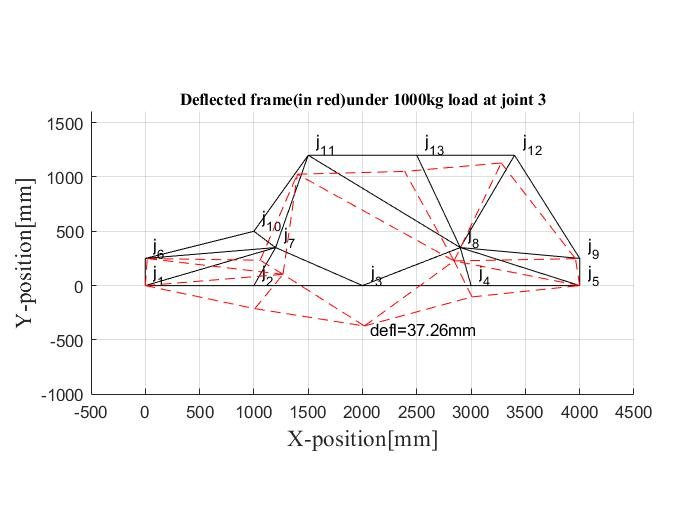 Deflected frame(in red)under 1000kg load at joint 3
1500
1000
500
0
-500
-1000
Y-position[mm]
j11
j13
j12
j10
j7
j8
j6
j9
j1
j2
j3
j4
j5
defl=37.26mm
-500 0 500 1000 1500 2000 2500 3000 3500 4000 4500
X-position[mm]